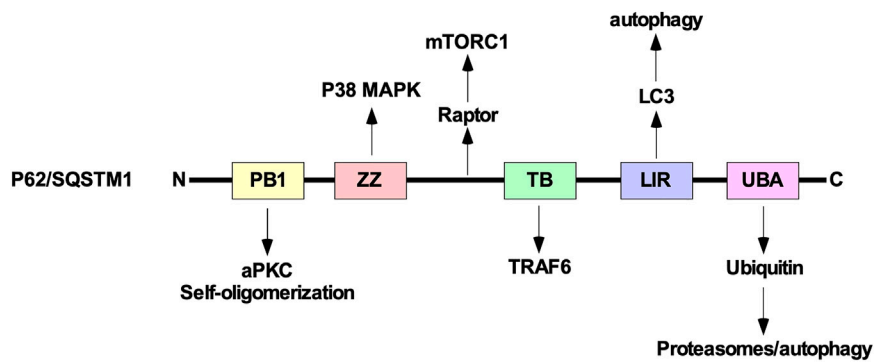 autophagy
mTORC1
P38 MAPK
LC3
Raptor
P62/SQSTM1 N PB1 ZZ TB LIR UBA C
aPKC
Self-oligomerization
TRAF6
Ubiquitin
Proteasomes/autophagy